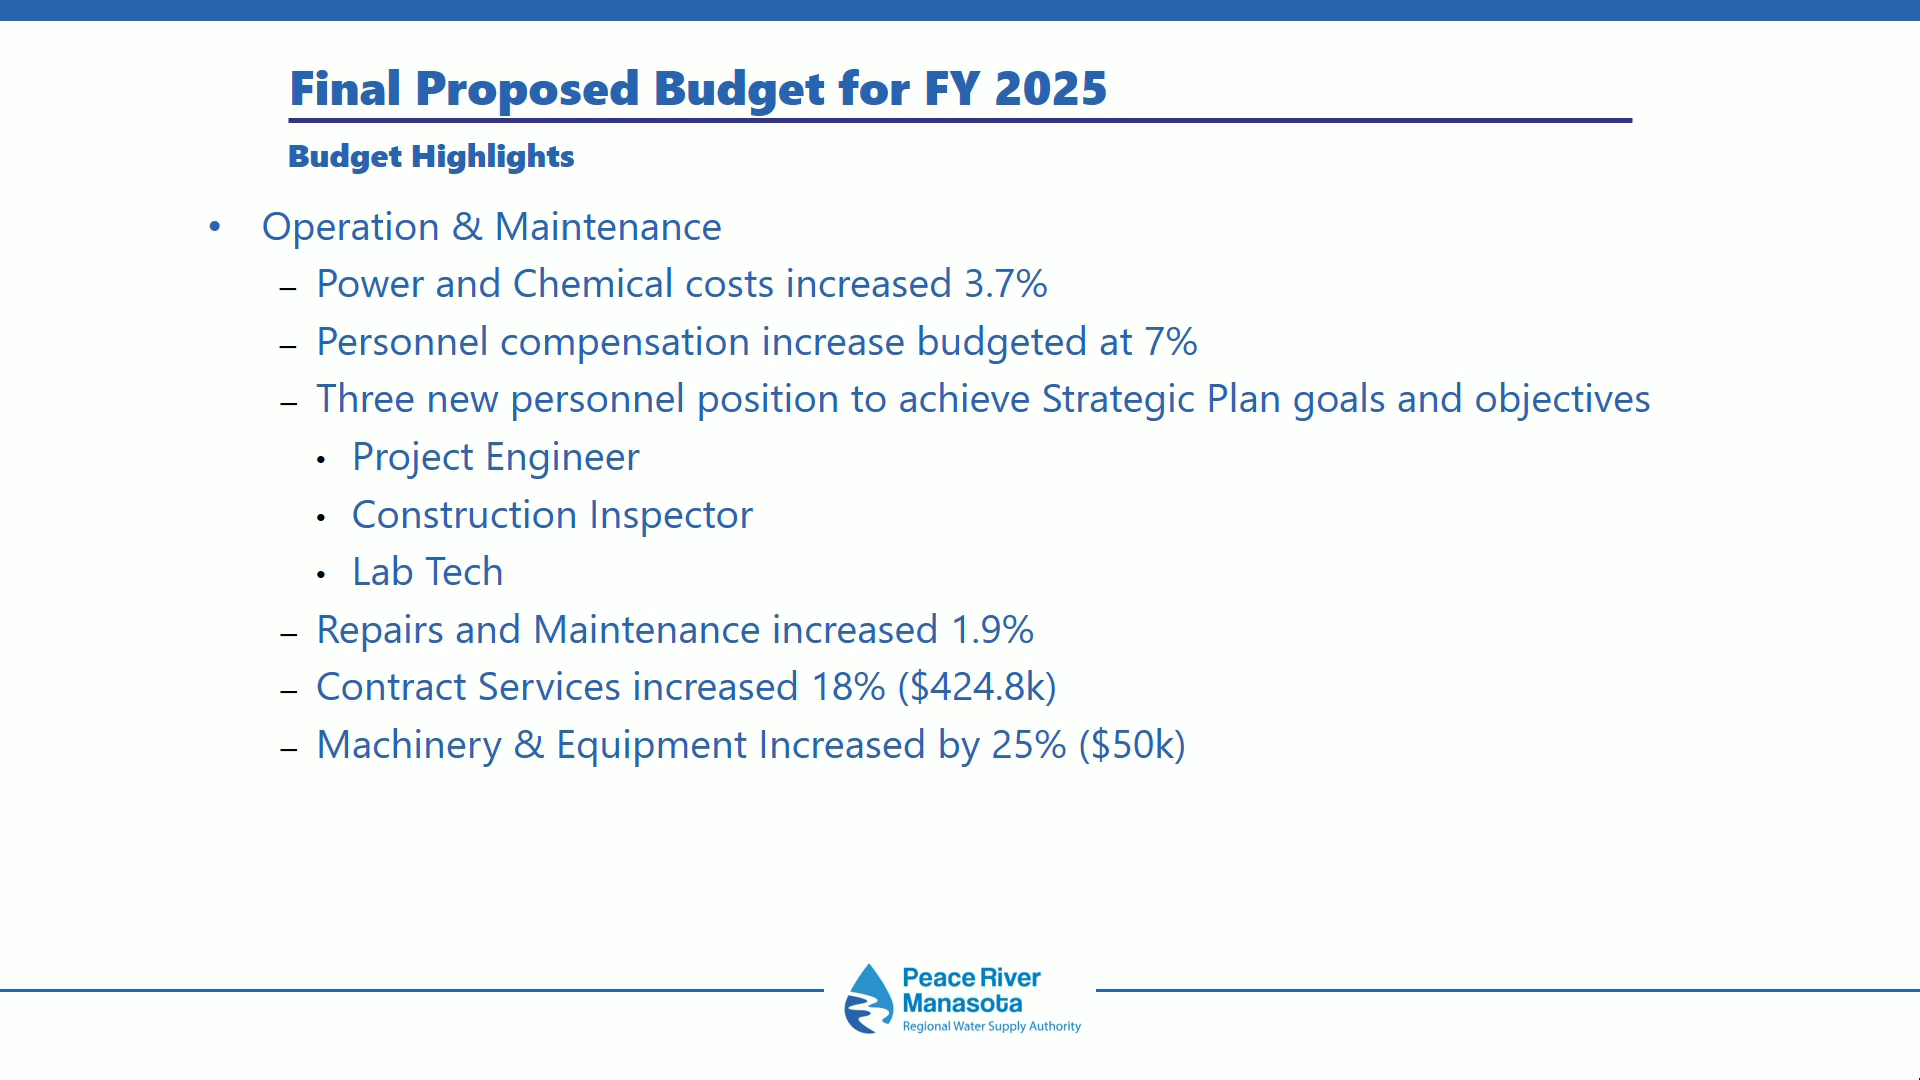 Final Proposed Budget for FY 2025
Budget Highlights
• Operation & Maintenance
– Power and Chemical costs increased 3.7%
– Personnel compensation increase budgeted at 7%
– Three new personnel position to achieve Strategic Plan goals and objectives
• Project Engineer
• Construction Inspector
• Lab Tech
– Repairs and Maintenance increased 1.9%
– Contract Services increased 18% ($424.8k)
– Machinery & Equipment Increased by 25% ($50k)
Peace River
Manasota
Regional Water Supply Authority